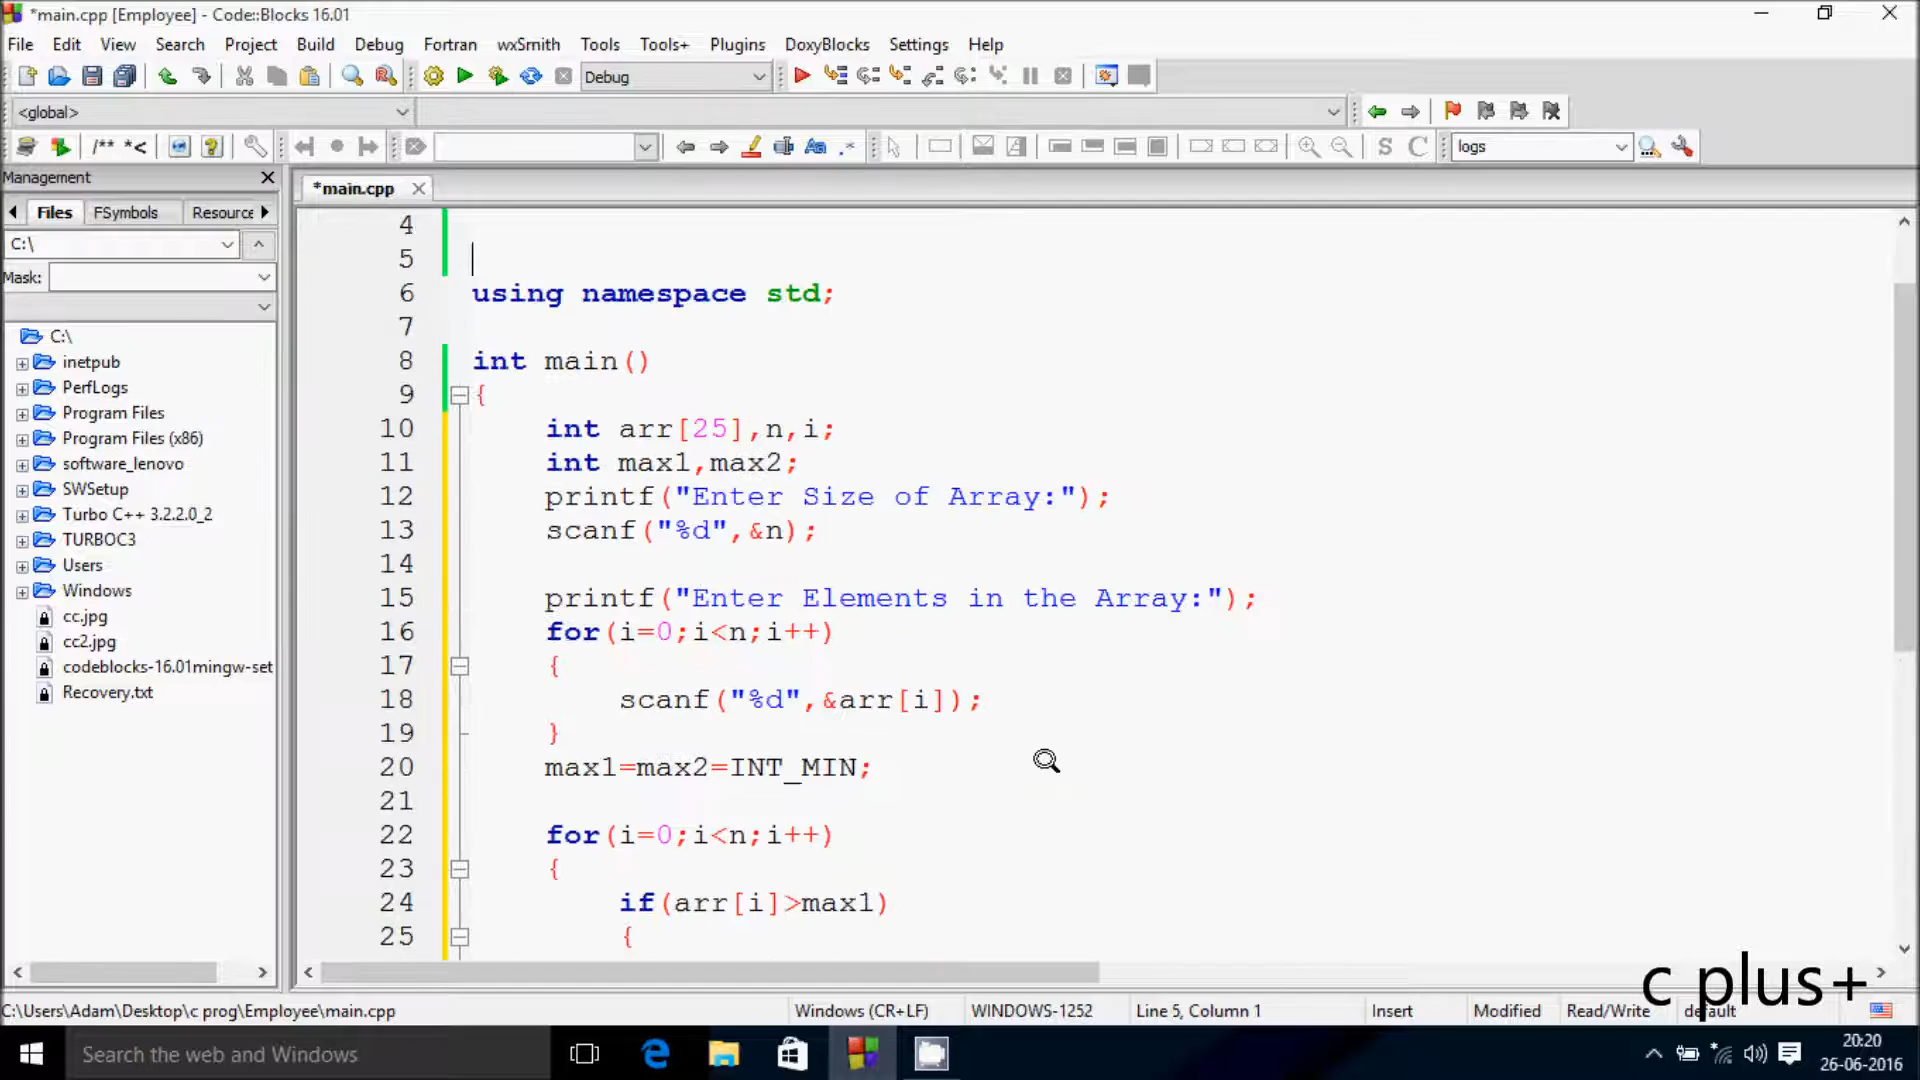 *main.cpp [Employee] - Code::Blocks 16.01
File Edit View Search Project Build Debug Fortran wxSmith Tools Tools+ Plugins DoxyBlocks Settings Help
Debug
<global>
/** *< Aa .* S C logs
Management
Files FSymbols Resource
*main.cpp
C:\
Mask:
C:\
inetpub
PerfLogs
Program Files
Program Files (x86)
software_lenovo
SWSetup
Turbo C++ 3.2.2.0_2
TURBOC3
Users
Windows
cc.jpg
cc2.jpg
codeblocks-16.01mingw-set
Recovery.txt
4
5
6 using namespace std;
7
8 int main()
9 {
10 int arr[25],n,i;
11 int max1,max2;
12 printf("Enter Size of Array:");
13 scanf("%d",&n);
14
15 printf("Enter Elements in the Array:");
16 for(i=0;i<n;i++)
17 {
18 scanf("%d",&arr[i]);
19 }
20 max1=max2=INT_MIN;
21
22 for(i=0;i<n;i++)
23 {
24 if(arr[i]>max1)
25 {
c plus+
C:\Users\Adam\Desktop\c prog\Employee\main.cpp Windows (CR+LF) WINDOWS-1252 Line 5, Column 1 Insert Modified Read/Write default
Search the web and Windows
20:20
26-06-2016